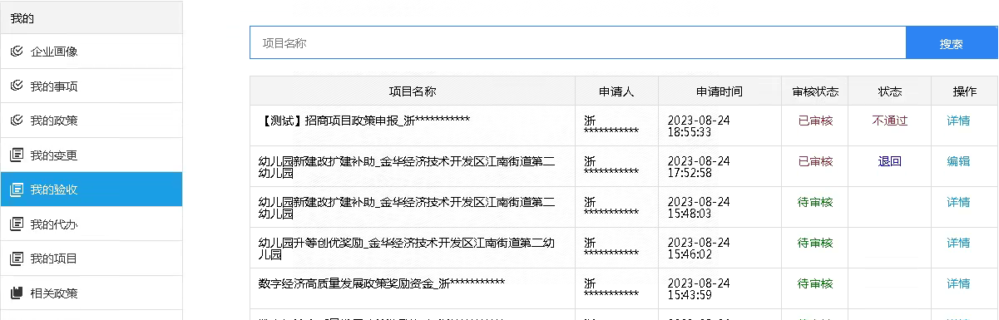 我的
企业画像
我的事项
我的政策
我的变更
我的验收
我的代办
我的项目
相关政策
项目名称 搜索
项目名称 申请人 申请时间 审核状态 状态 操作
【测试】招商项目政策申报_浙*********** 浙 2023-08-24 已审核 不通过 详情
*********** 18:55:33
幼儿园新建改扩建补助_金华经济技术开发区江南街道第二 浙 2023-08-24 已审核 退回 编辑
幼儿园 *********** 17:52:58
幼儿园新建改扩建补助_金华经济技术开发区江南街道第二 浙 2023-08-24 待审核 详情
幼儿园 *********** 15:48:03
幼儿园升等创优奖励_金华经济技术开发区江南街道第二幼 浙 2023-08-24 待审核 详情
儿园 *********** 15:46:02
数字经济高质量发展政策奖励资金_浙*********** 浙 2023-08-24 待审核 详情
*********** 15:43:59